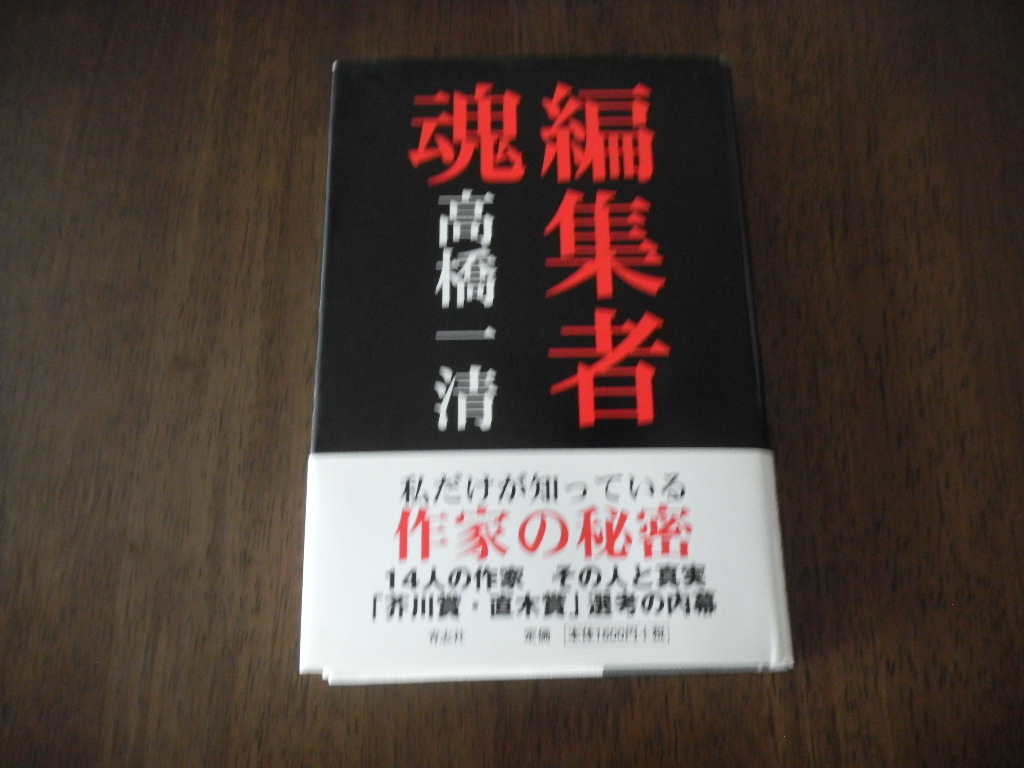 編集者
魂
高橋一清
私だけが知っている
作家の秘密
14人の作家　その人と真実
「芥川賞・直木賞」選考の内幕
青志社　定価 [本体1600円+税]